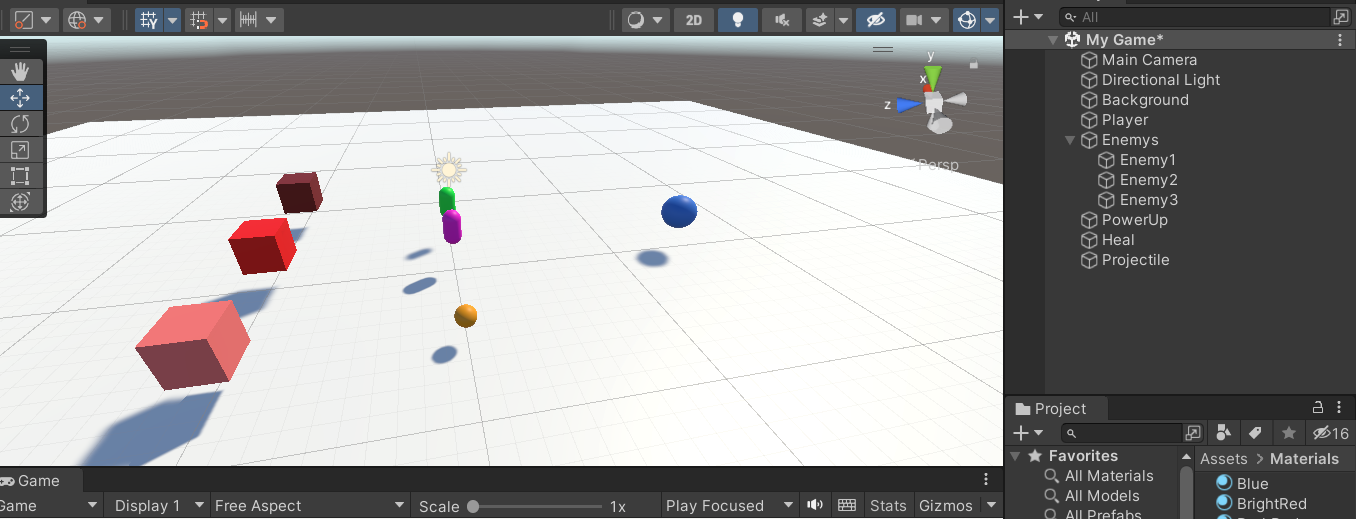 2D
All
My Game*
Main Camera
Directional Light
Background
Player
Enemys
Enemy1
Enemy2
Enemy3
PowerUp
Heal
Projectile
y
x
z
Persp
Project
16
Favorites
All Materials
All Models
All Prefabs
Assets > Materials
Blue
BrightRed
Game
Game Display 1 Free Aspect Scale 1x Play Focused Stats Gizmos